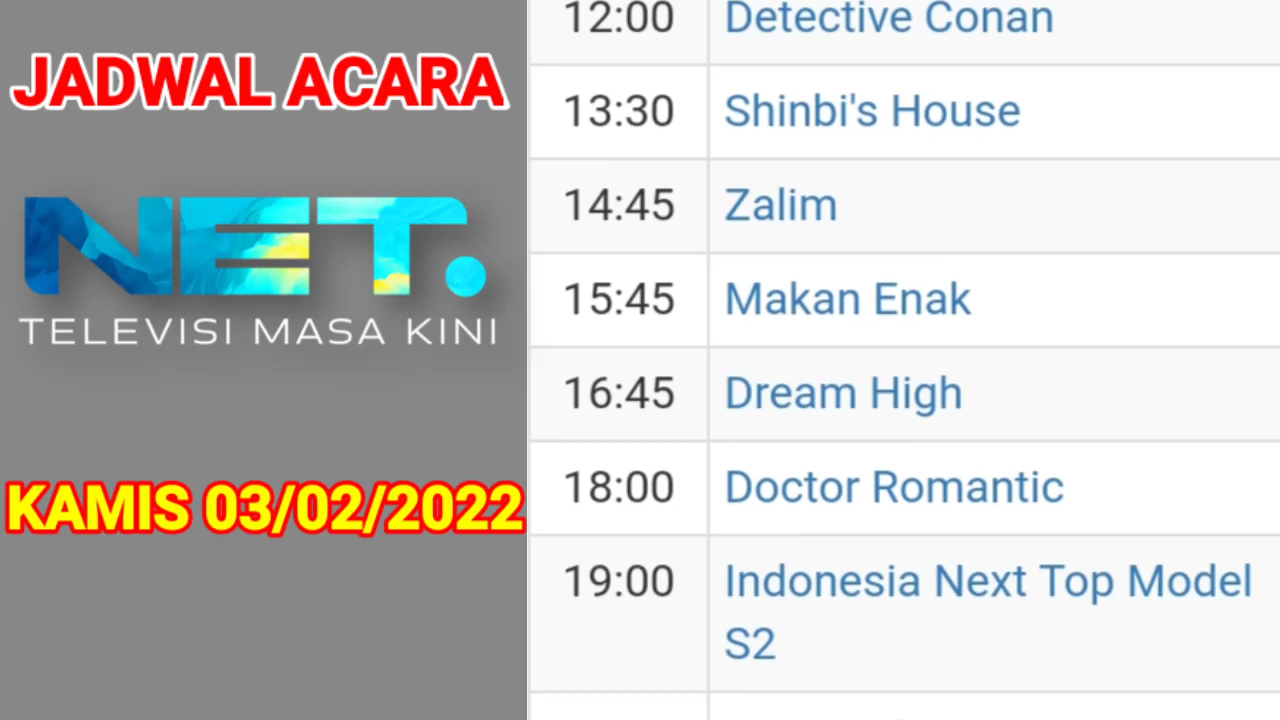 JADWAL ACARA
NET.
TELEVISI MASA KINI
KAMIS 03/02/2022
12:00 Detective Conan
13:30 Shinbi's House
14:45 Zalim
15:45 Makan Enak
16:45 Dream High
18:00 Doctor Romantic
19:00 Indonesia Next Top Model
S2